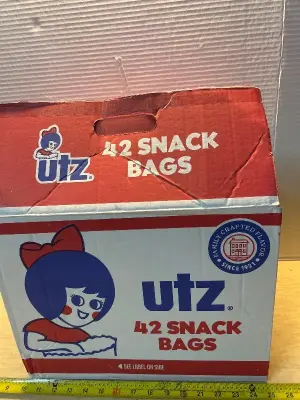 42 SNACK
BAGS
utz®
FAMILY CRAFTED FLAVOR
SINCE 1921
utz®
42 SNACK
BAGS
SEE LABEL ON SIDE